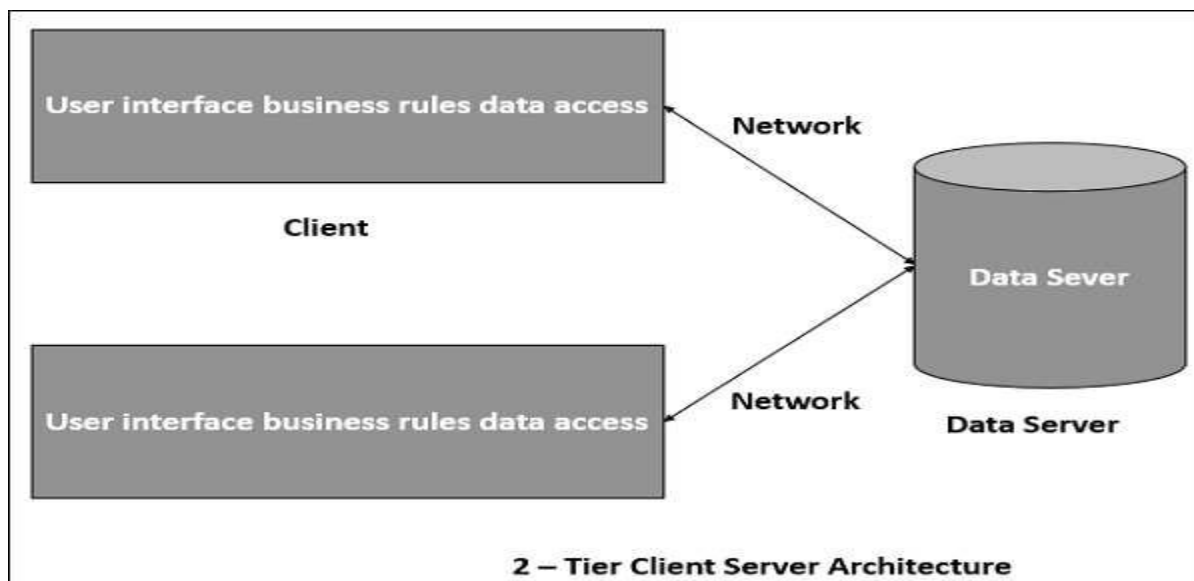 User interface business rules data access
Network
Client
Data Sever
User interface business rules data access
Network
Data Server
2 – Tier Client Server Architecture